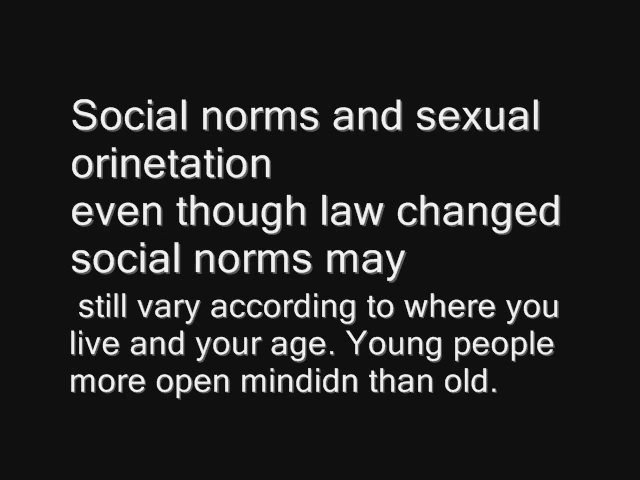 Social norms and sexual
orinetation
even though law changed
social norms may
still vary according to where you
live and your age. Young people
more open mindidn than old.